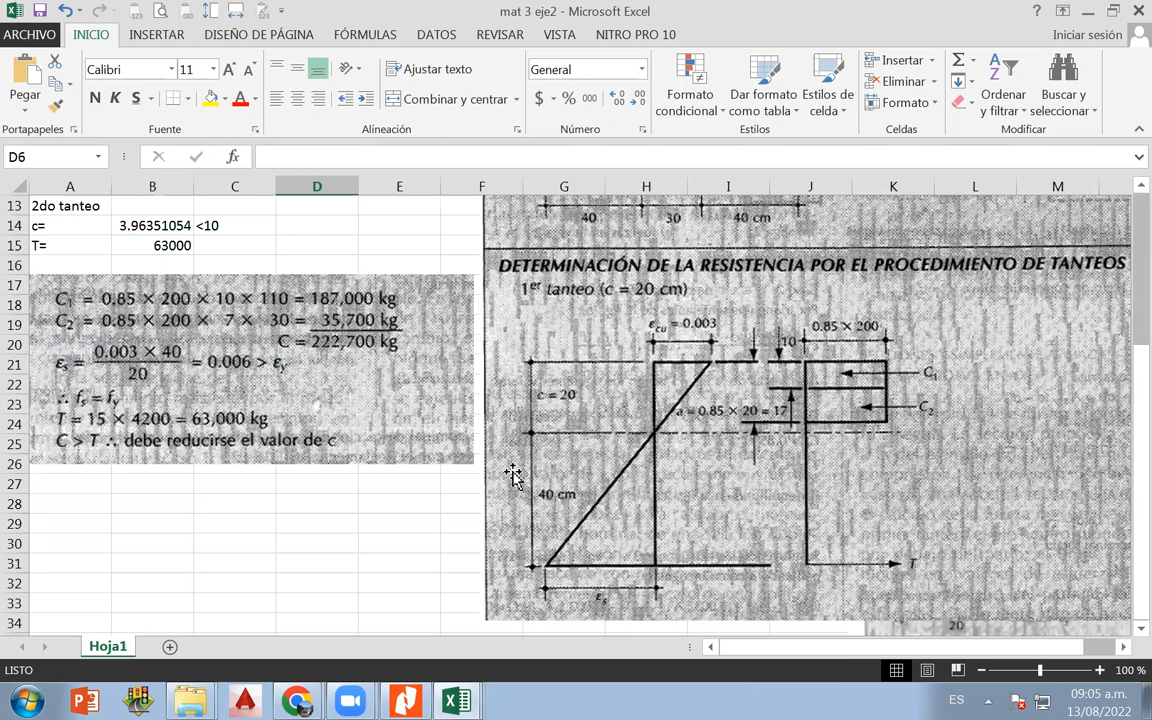 mat 3 eje2 - Microsoft Excel
ARCHIVO INICIO INSERTAR DISEÑO DE PÁGINA FÓRMULAS DATOS REVISAR VISTA NITRO PRO 10 Iniciar sesión
Pegar
Calibri 11
N K S
Ajustar texto
Combinar y centrar
General
$ % 000
Formato condicional
Dar formato como tabla
Estilos de celda
Insertar
Eliminar
Formato
Ordenar y filtrar
Buscar y seleccionar
Portapapeles Fuente Alineación Número Estilos Celdas Modificar
D6 fx
A B C D E F G H I J K L M
13 2do tanteo
14 c= 3.96351054 <10
15 T= 63000
16
17
18
19
20
21
22
23
24
25
26
27
28
29
30
31
32
33
34
C₁ = 0.85 × 200 × 10 × 110 = 187,000 kg
C₂ = 0.85 × 200 × 7 × 30 = 35,700 kg
C = 222,700 kg
εs = 0.003 × 40 / 20 = 0.006 > εy
∴ fs = fy
T = 15 × 4200 = 63,000 kg
C > T ∴ debe reducirse el valor de c
40 30 40 cm
DETERMINACIÓN DE LA RESISTENCIA POR EL PROCEDIMIENTO DE TANTEOS
1er tanteo (c = 20 cm)
εcu = 0.003
0.85 × 200
10
C₁
c = 20
a = 0.85 × 20 = 17
C₂
40 cm
T
εs
20
Hoja1
LISTO
100 %
ES
09:05 a.m.
13/08/2022